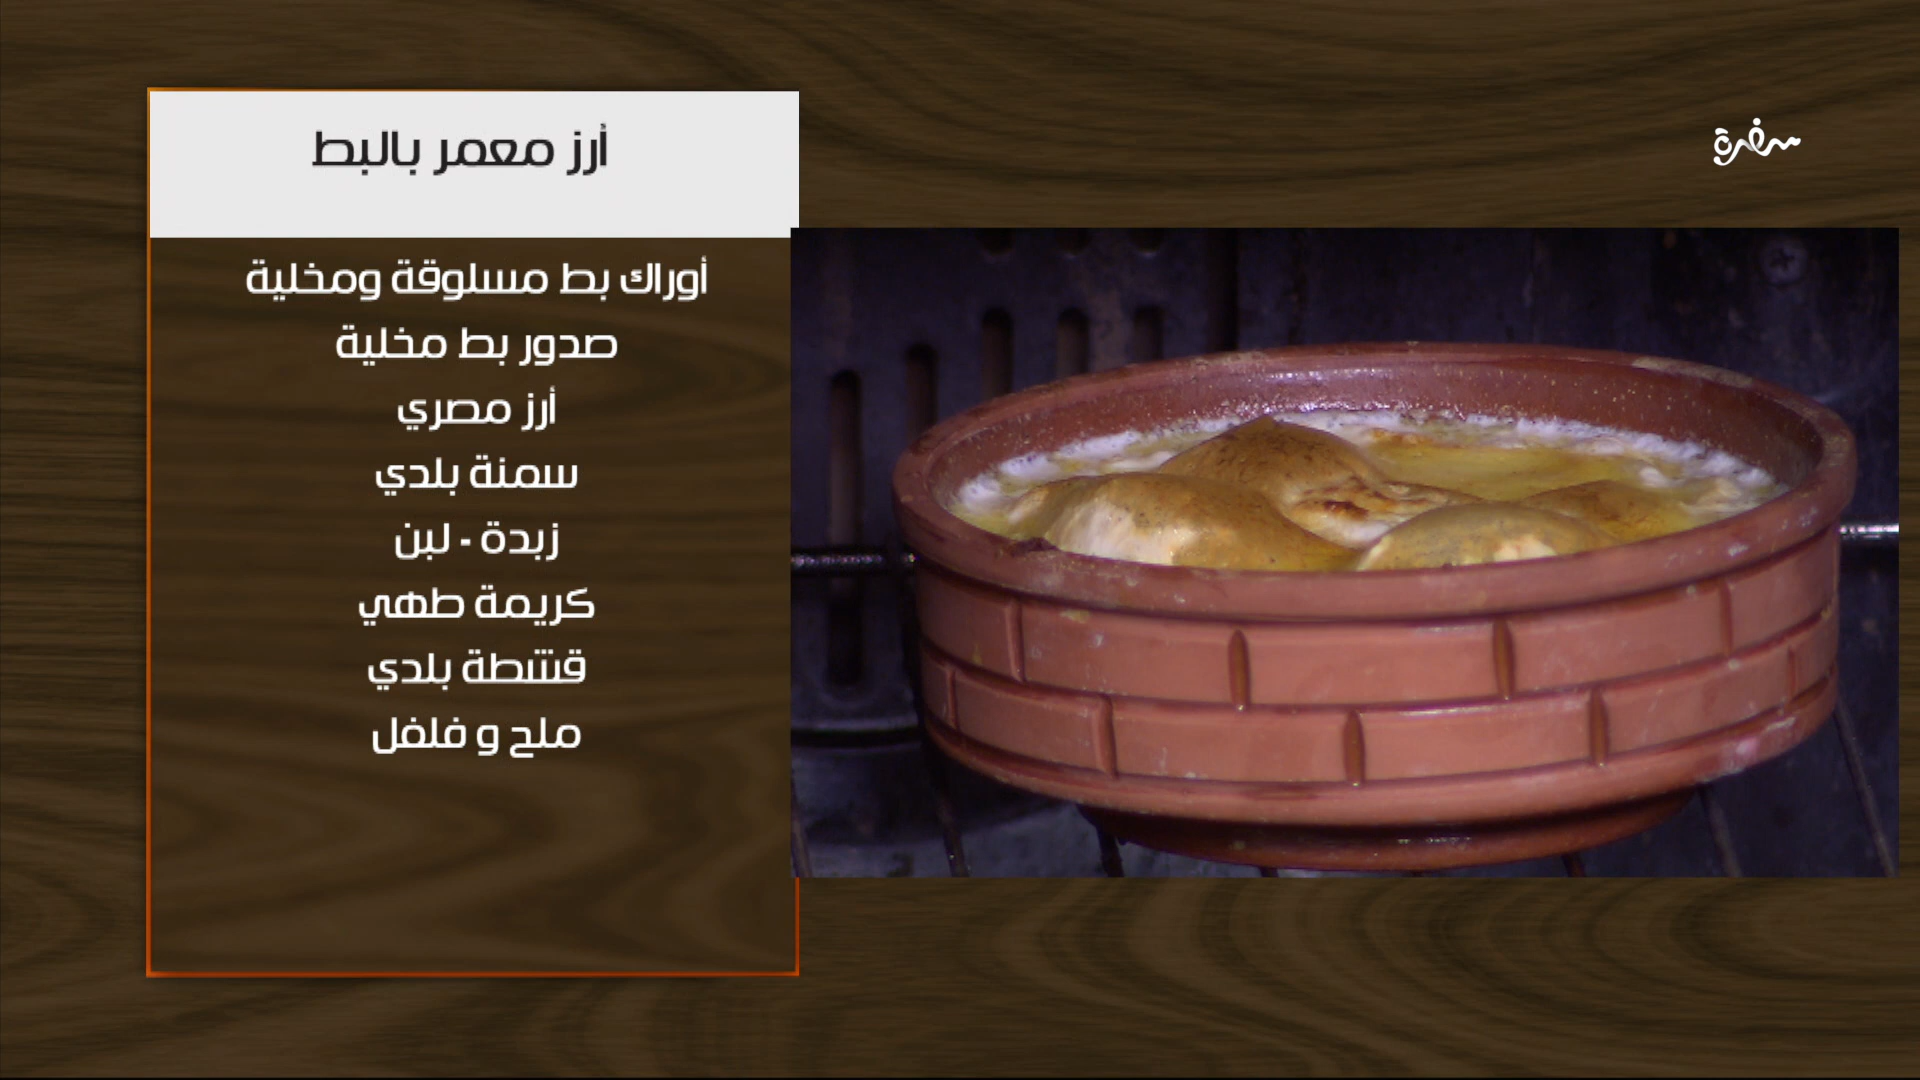 أرز معمر بالبط
سفرة
أوراك بط مسلوقة ومخلية
صدور بط مخلية
أرز مصري
سمنة بلدي
زبدة - لبن
كريمة طهي
قشطة بلدي
ملح و فلفل